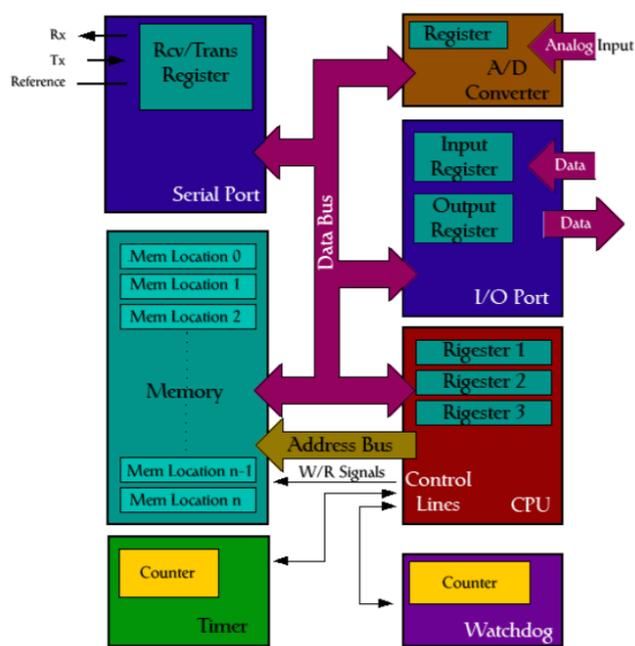 Rx
Tx
Reference
Rcv/Trans
Register
Serial Port
Register
A/D
Converter
Analog Input
Input
Register
Output
Register
I/O Port
Data
Data
Data Bus
Mem Location 0
Mem Location 1
Mem Location 2
Memory
Mem Location n-1
Mem Location n
Address Bus
W/R Signals
Rigester 1
Rigester 2
Rigester 3
Control
Lines
CPU
Counter
Timer
Counter
Watchdog